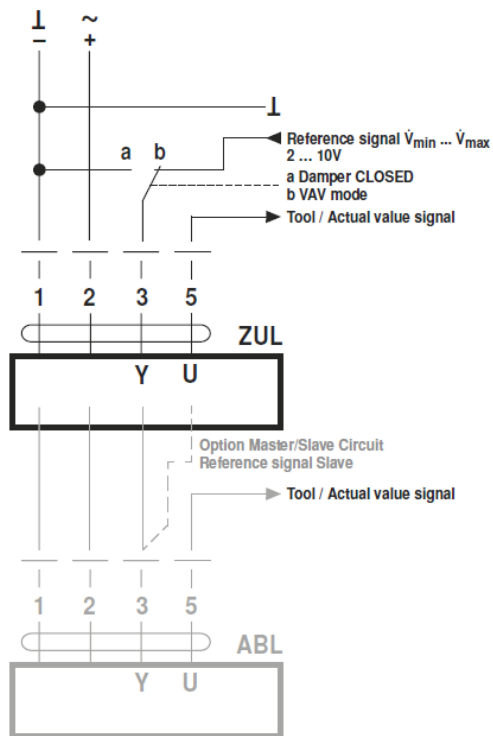 ⊥ ~
– +
⊥
a b
Reference signal V̇min ... V̇max
2 ... 10V
a Damper CLOSED
b VAV mode
Tool / Actual value signal
1 2 3 5
ZUL
Y U
Option Master/Slave Circuit
Reference signal Slave
Tool / Actual value signal
1 2 3 5
ABL
Y U